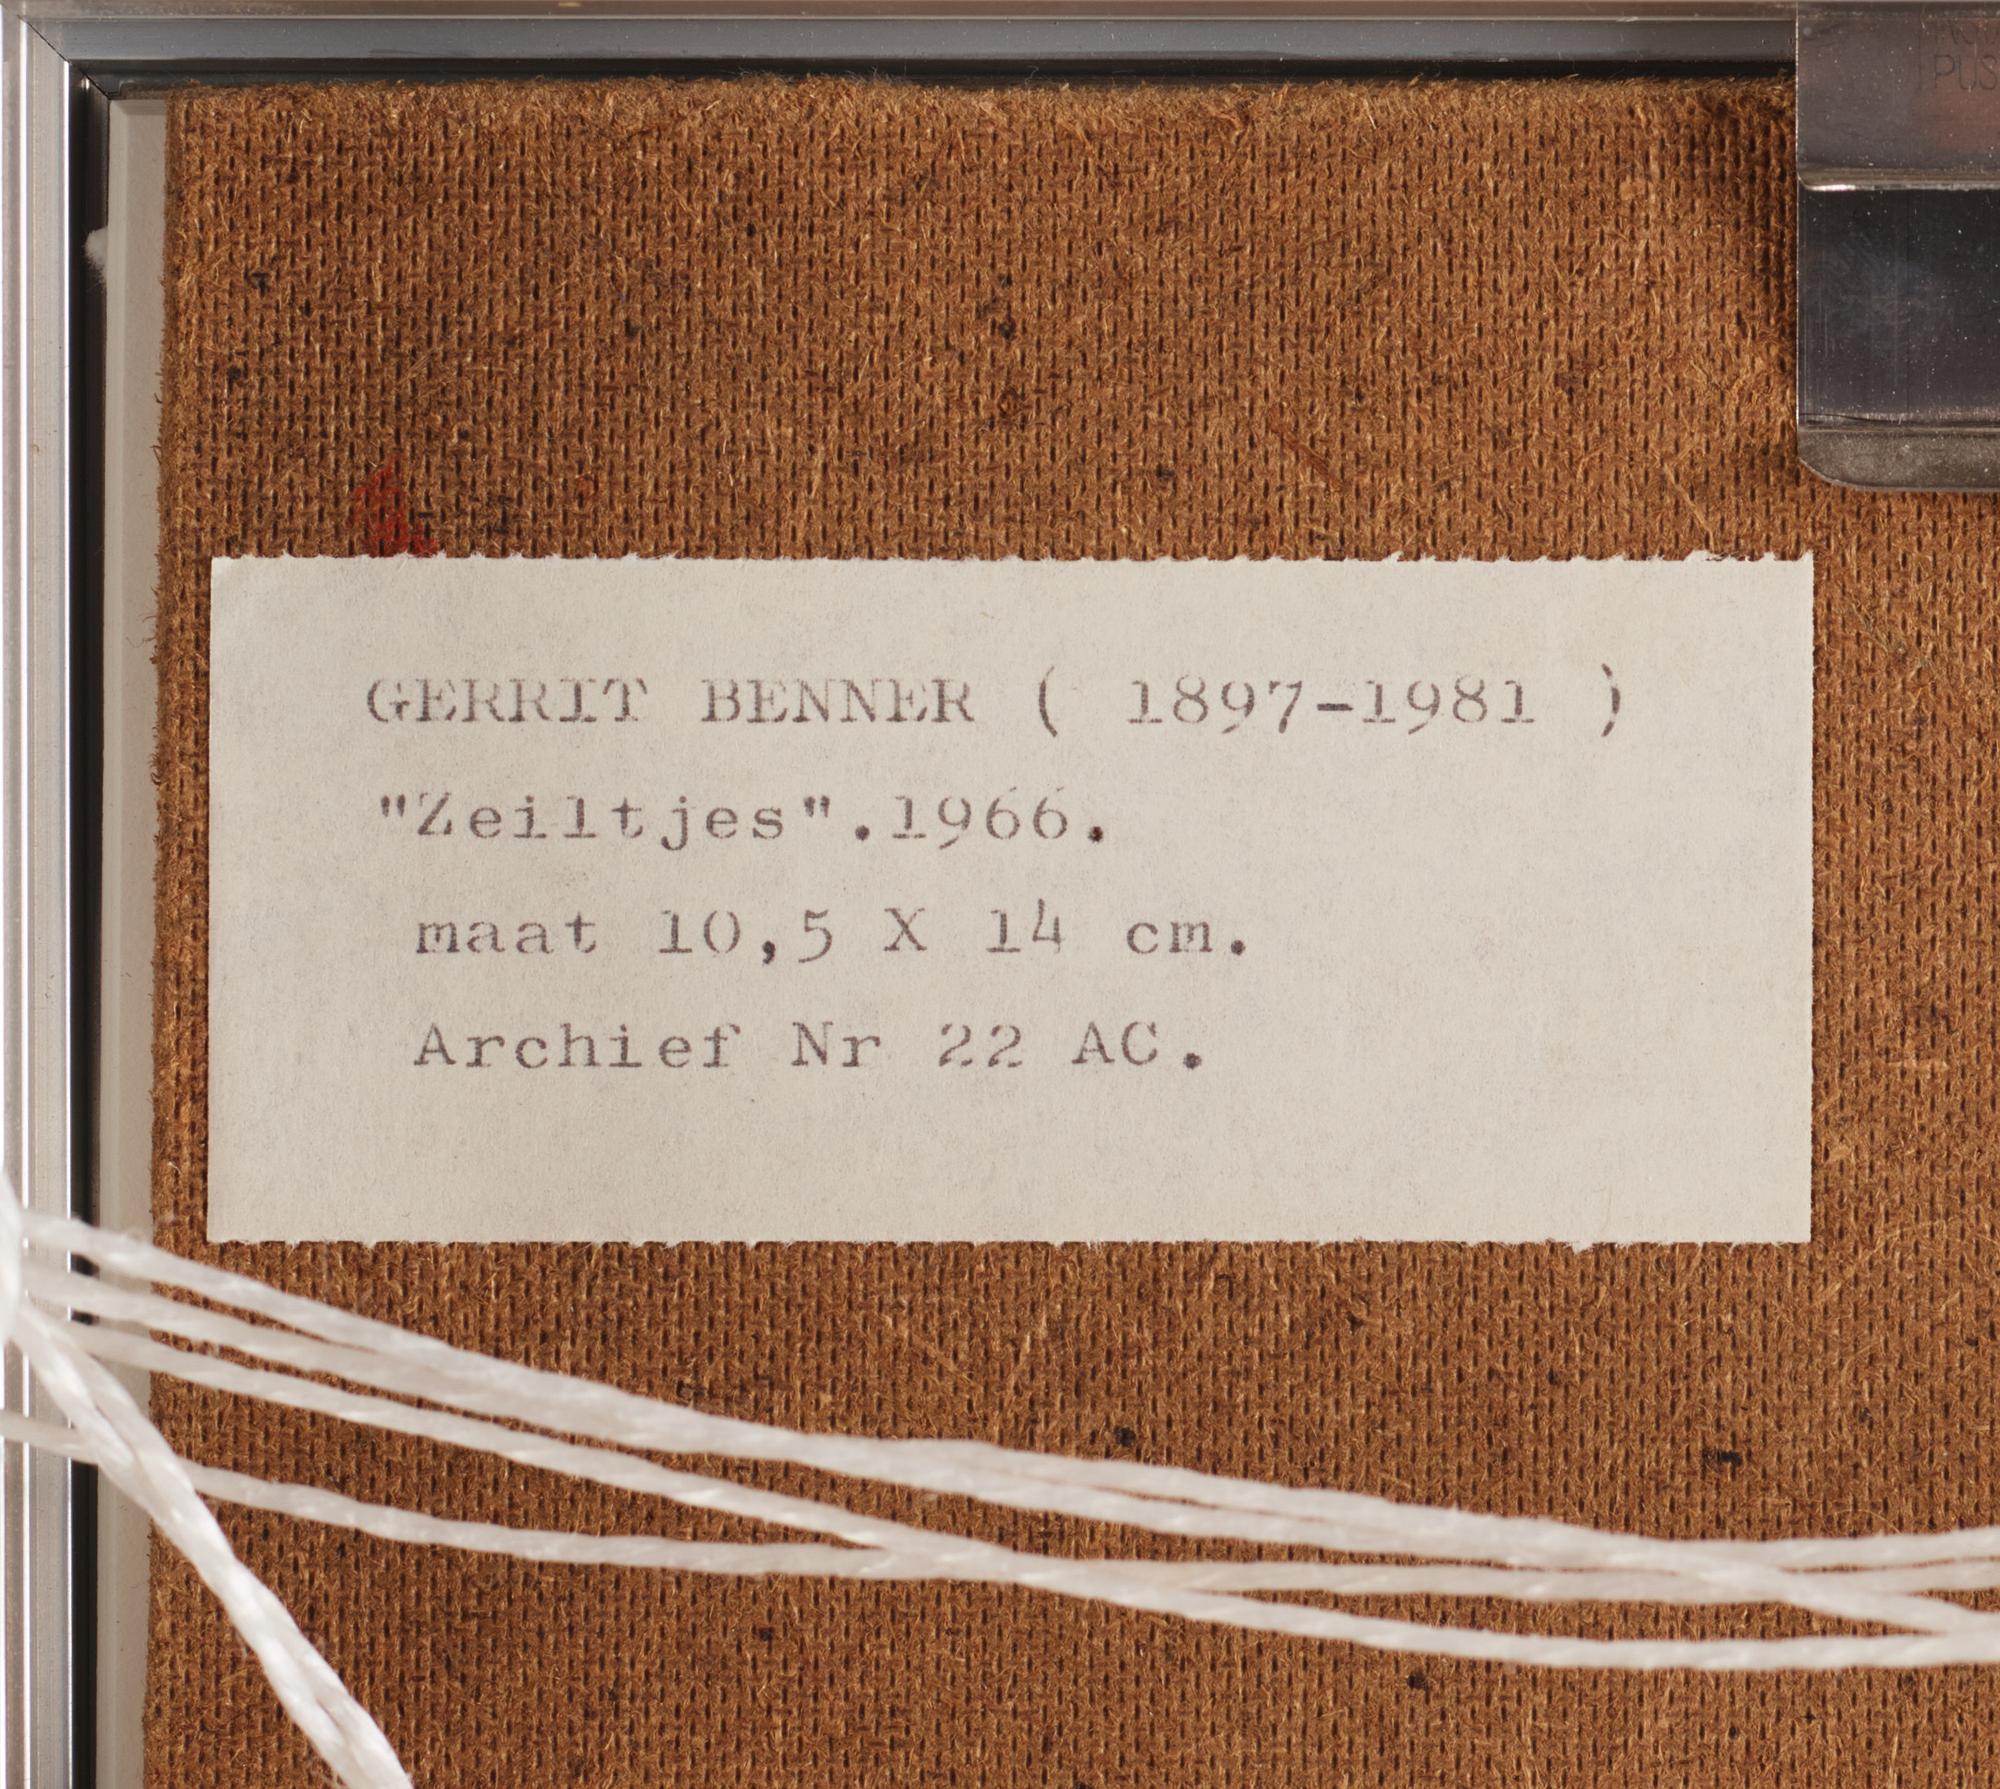 GERRIT BENNER ( 1897-1981 )
"Zeiltjes".1966.
maat 10,5 X 14 cm.
Archief Nr 22 AC.